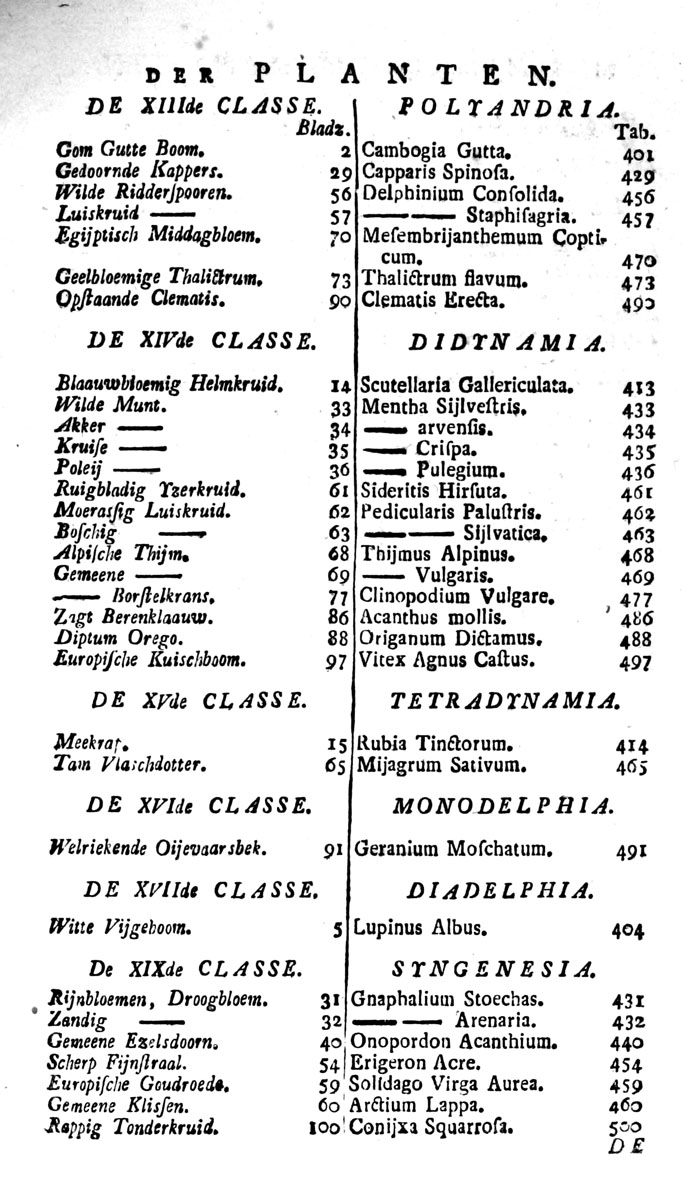 DER PLANTEN.
DE XIIIde CLASSE. POLYANDRIA.
Bladz. Tab.
Gom Gutte Boom. 2 Cambogia Gutta. 401
Gedoornde Kappers. 29 Capparis Spinoſa. 429
Wilde Ridderſpooren. 56 Delphinium Conſolida. 456
Luiskruid —— 57 —— —— Staphiſagria. 457
Egijptisch Middagbloem. 70 Meſembrijanthemum Copti-
cum. 470
Geelbloemige Thalictrum. 73 Thalictrum flavum. 473
Opſtaande Clematis. 90 Clematis Erecta. 490
DE XIVde CLASSE. DIDYNAMIA.
Blaauwbloemig Helmkruid. 14 Scutellaria Gallericulata. 413
Wilde Munt. 33 Mentha Sijlveſtris. 433
Akker —— 34 —— arvenſis. 434
Kruiſe —— 35 —— Criſpa. 435
Poleij —— 36 —— Pulegium. 436
Ruigbladig Yzerkruid. 61 Sideritis Hirſuta. 461
Moerasſig Luiskruid. 62 Pedicularis Paluſtris. 462
Boſchig —— 63 —— —— Sijlvatica. 463
Alpiſche Thijm. 68 Thijmus Alpinus. 468
Gemeene —— 69 —— Vulgaris. 469
—— Borſtelkrans. 77 Clinopodium Vulgare. 477
Zagt Berenklaauw. 86 Acanthus mollis. 486
Diptum Orego. 88 Origanum Dictamus. 488
Europiſche Kuischboom. 97 Vitex Agnus Caſtus. 497
DE XVde CLASSE. TETRADYNAMIA.
Meekrap. 15 Rubia Tinctorum. 414
Tam Vlaschdotter. 65 Mijagrum Sativum. 465
DE XVIde CLASSE. MONODELPHIA.
Welriekende Oijevaarsbek. 91 Geranium Moſchatum. 491
DE XVIIde CLASSE. DIADELPHIA.
Witte Vijgeboom. 5 Lupinus Albus. 404
De XIXde CLASSE. SYNGENESIA.
Rijnbloemen, Droogbloem. 31 Gnaphalium Stoechas. 431
Zandig —— 32 —— —— Arenaria. 432
Gemeene Ezelsdoorn. 40 Onopordon Acanthium. 440
Scherp Fijnſtraal. 54 Erigeron Acre. 454
Europiſche Goudroede. 59 Solidago Virga Aurea. 459
Gemeene Klisſen. 60 Arctium Lappa. 460
Rappig Tonderkruid. 100 Conijxa Squarroſa. 500
DE